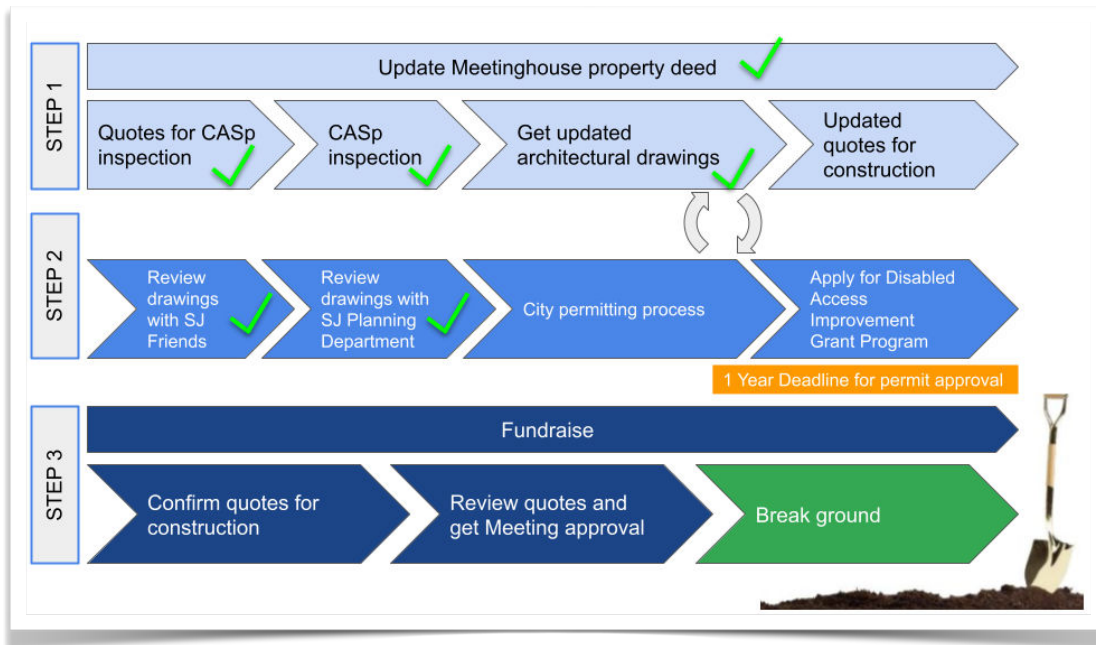 STEP 1
Update Meetinghouse property deed
Quotes for CASp
inspection
CASp
inspection
Get updated
architectural drawings
Updated
quotes for
construction
STEP 2
Review
drawings
with SJ
Friends
Review
drawings with
SJ Planning
Department
City permitting process
Apply for Disabled
Access
Improvement
Grant Program
1 Year Deadline for permit approval
STEP 3
Fundraise
Confirm quotes for
construction
Review quotes and
get Meeting approval
Break ground